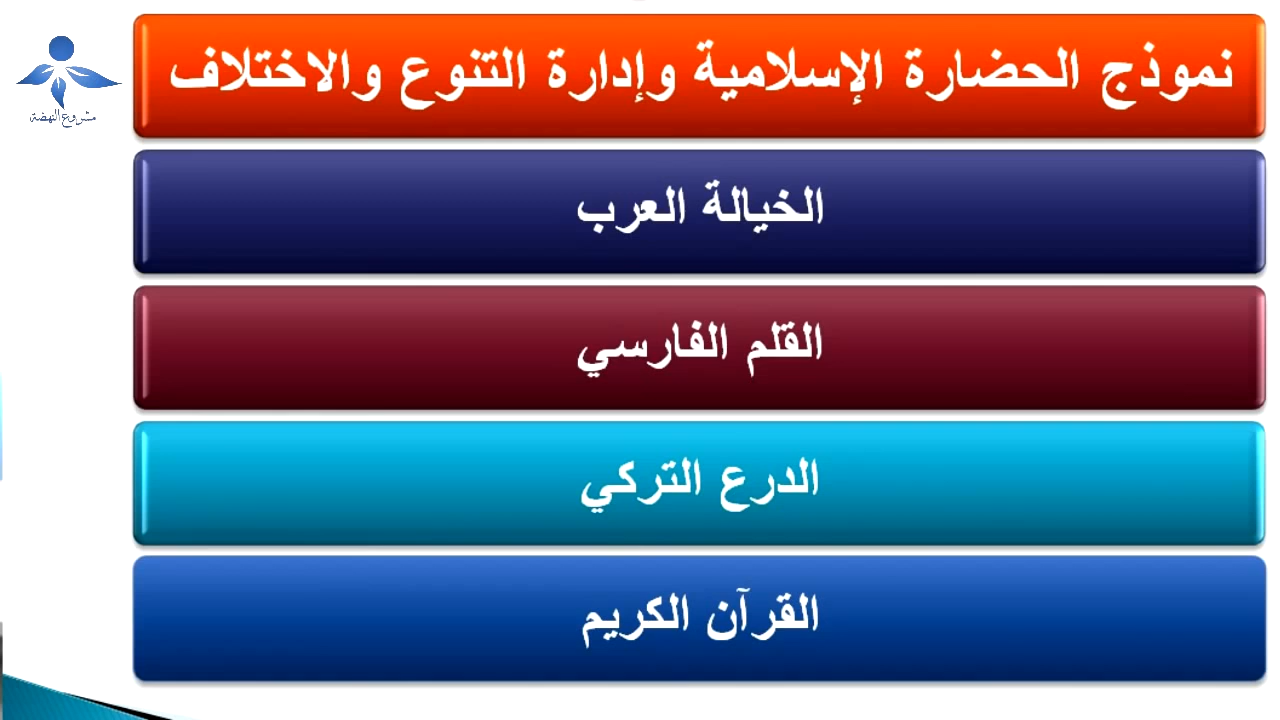 نموذج الحضارة الإسلامية وإدارة التنوع والاختلاف
مشروع النهضة
الخيالة العرب
القلم الفارسي
الدرع التركي
القرآن الكريم